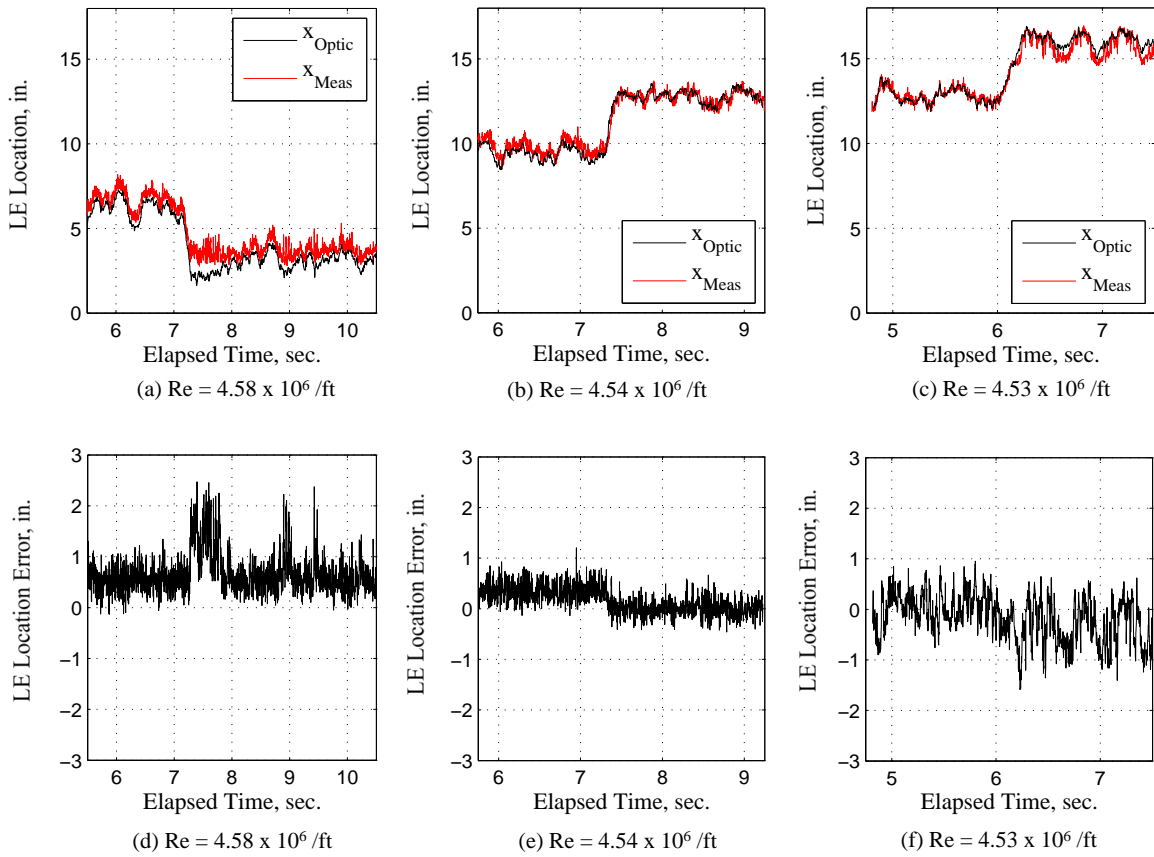 LE Location, in.
15
10
5
0
x_Optic
x_Meas
6 7 8 9 10
Elapsed Time, sec.
(a) Re = 4.58 x 10⁶ /ft
LE Location, in.
15
10
5
0
x_Optic
x_Meas
6 7 8 9
Elapsed Time, sec.
(b) Re = 4.54 x 10⁶ /ft
LE Location, in.
15
10
5
0
x_Optic
x_Meas
5 6 7
Elapsed Time, sec.
(c) Re = 4.53 x 10⁶ /ft
LE Location Error, in.
3
2
1
0
−1
−2
−3
6 7 8 9 10
Elapsed Time, sec.
(d) Re = 4.58 x 10⁶ /ft
LE Location Error, in.
3
2
1
0
−1
−2
−3
6 7 8 9
Elapsed Time, sec.
(e) Re = 4.54 x 10⁶ /ft
LE Location Error, in.
3
2
1
0
−1
−2
−3
5 6 7
Elapsed Time, sec.
(f) Re = 4.53 x 10⁶ /ft